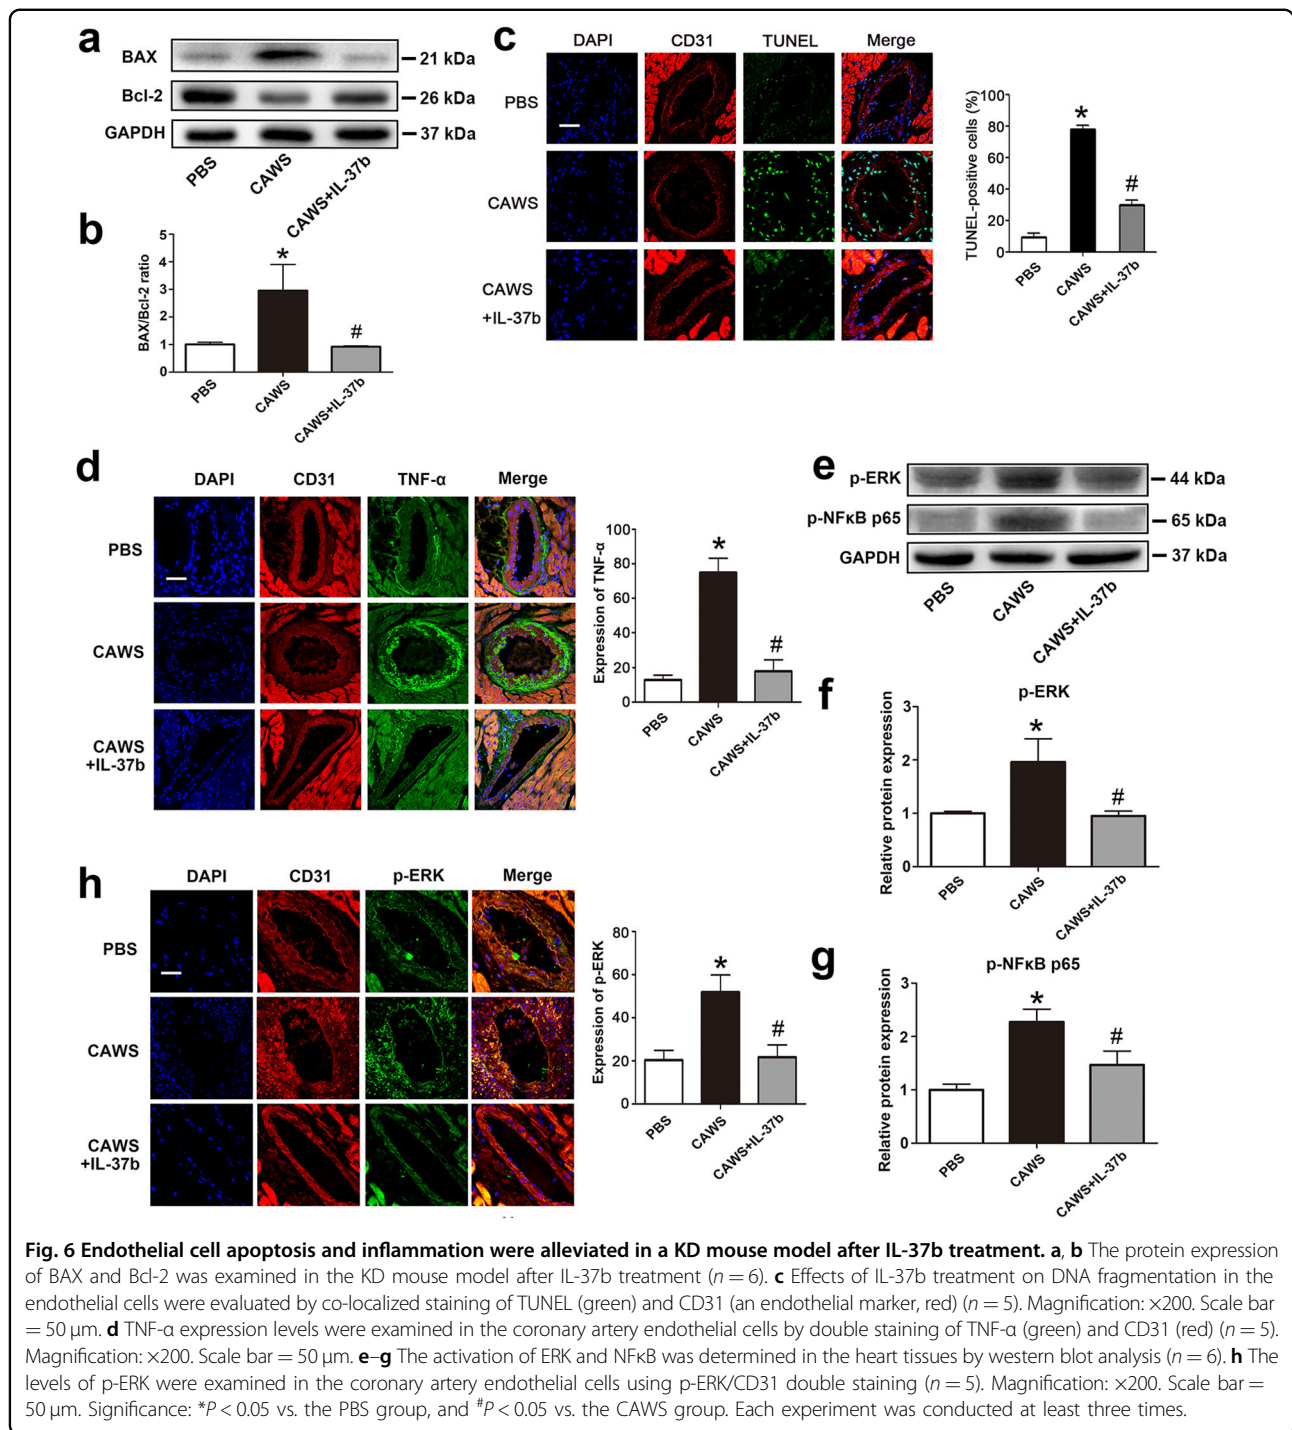 a
BAX
21 kDa
Bcl-2
26 kDa
GAPDH
37 kDa
PBS
CAWS
CAWS+IL-37b
b
BAX/Bcl-2 ratio
5
4
3
2
1
0
*
#
PBS
CAWS
CAWS+IL-37b
c
DAPI CD31 TUNEL Merge
PBS
CAWS
CAWS
+IL-37b
TUNEL-positive cells (%)
100
80
60
40
20
0
*
#
PBS
CAWS
CAWS+IL-37b
d
DAPI CD31 TNF-α Merge
PBS
CAWS
CAWS
+IL-37b
Expression of TNF-α
100
80
60
40
20
0
*
#
PBS
CAWS
CAWS+IL-37b
e
p-ERK
44 kDa
p-NFκB p65
65 kDa
GAPDH
37 kDa
PBS
CAWS
CAWS+IL-37b
f
p-ERK
Relative protein expression
3
2
1
0
*
#
PBS
CAWS
CAWS+IL-37b
g
p-NFκB p65
Relative protein expression
3
2
1
0
*
#
PBS
CAWS
CAWS+IL-37b
h
DAPI CD31 p-ERK Merge
PBS
CAWS
CAWS
+IL-37b
Expression of p-ERK
80
60
40
20
0
*
#
PBS
CAWS
CAWS+IL-37b
Fig. 6 Endothelial cell apoptosis and inflammation were alleviated in a KD mouse model after IL-37b treatment. a, b The protein expression
of BAX and Bcl-2 was examined in the KD mouse model after IL-37b treatment (n = 6). c Effects of IL-37b treatment on DNA fragmentation in the
endothelial cells were evaluated by co-localized staining of TUNEL (green) and CD31 (an endothelial marker, red) (n = 5). Magnification: ×200. Scale bar
= 50 μm. d TNF-α expression levels were examined in the coronary artery endothelial cells by double staining of TNF-α (green) and CD31 (red) (n = 5).
Magnification: ×200. Scale bar = 50 μm. e–g The activation of ERK and NFκB was determined in the heart tissues by western blot analysis (n = 6). h The
levels of p-ERK were examined in the coronary artery endothelial cells using p-ERK/CD31 double staining (n = 5). Magnification: ×200. Scale bar =
50 μm. Significance: *P < 0.05 vs. the PBS group, and #P < 0.05 vs. the CAWS group. Each experiment was conducted at least three times.